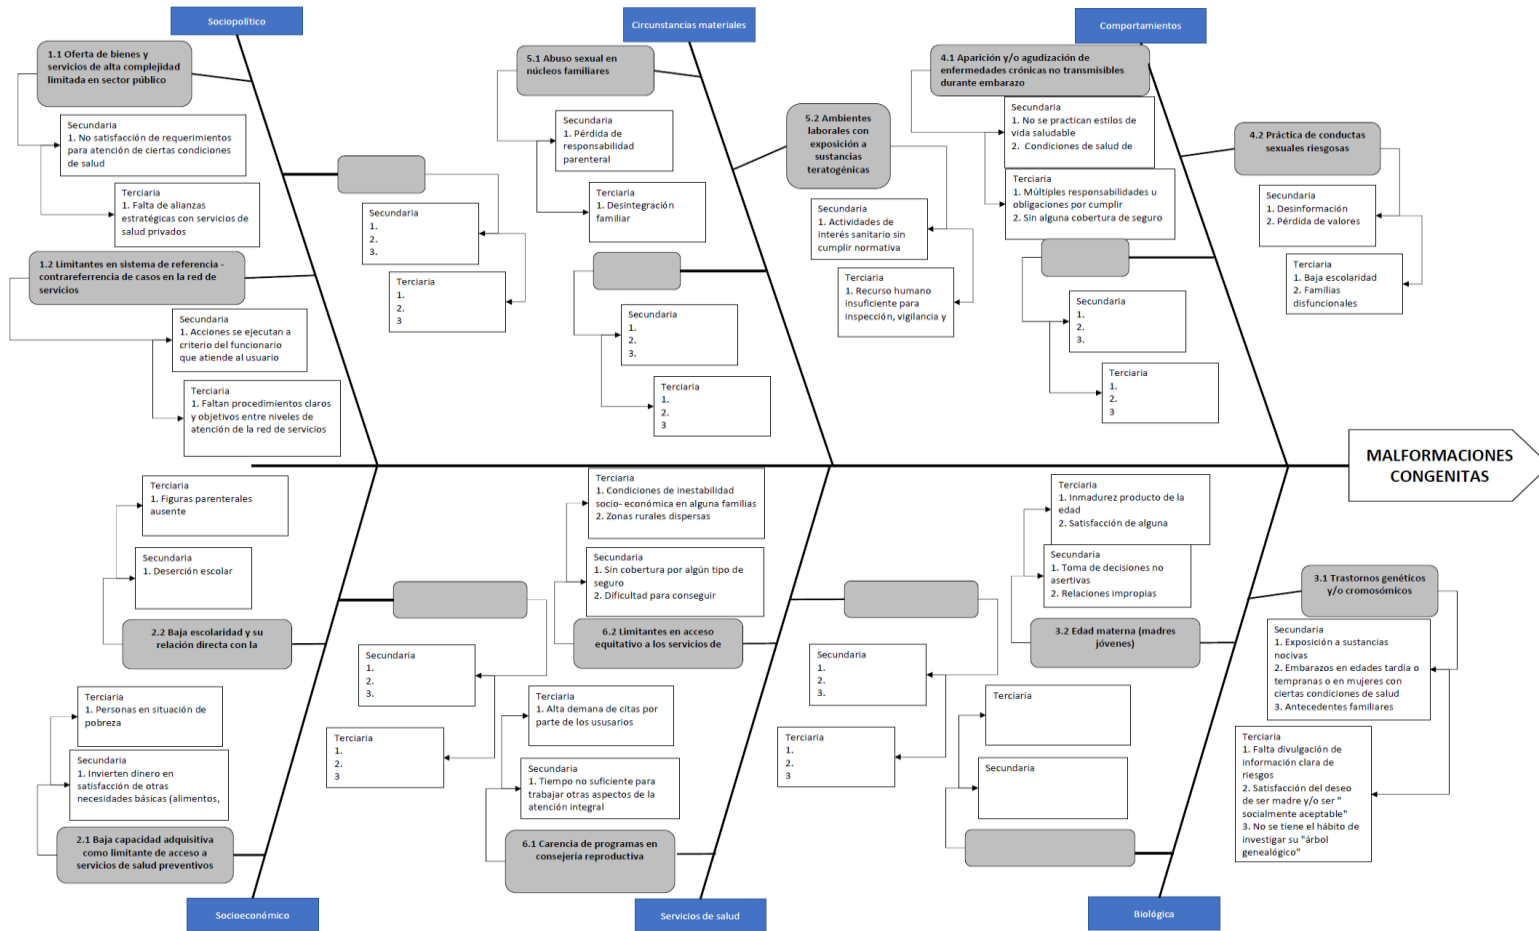 Sociopolítico
1.1 Oferta de bienes y
servicios de alta complejidad
limitada en sector público
Secundaria
1. No satisfacción de requerimientos
para atención de ciertas condiciones
de salud
Terciaria
1. Falta de alianzas
estratégicas con servicios de
salud privados
1.2 Limitantes en sistema de referencia -
contrareferrencia de casos en la red de
servicios
Secundaria
1. Acciones se ejecutan a
criterio del funcionario
que atiende al usuario
Terciaria
1. Faltan procedimientos claros
y objetivos entre niveles de
atención de la red de servicios
Secundaria
1.
2.
3.
Terciaria
1.
2.
3
Circunstancias materiales
5.1 Abuso sexual en
núcleos familiares
Secundaria
1. Pérdida de
responsabilidad
parenteral
Terciaria
1. Desintegración
familiar
5.2 Ambientes
laborales con
exposición a
sustancias
teratogénicas
Secundaria
1. Actividades de
interés sanitario sin
cumplir normativa
Terciaria
1. Recurso humano
insuficiente para
inspección, vigilancia y
Secundaria
1.
2.
3.
Terciaria
1.
2.
3
Comportamientos
4.1 Aparición y/o agudización de
enfermedades crónicas no transmisibles
durante embarazo
Secundaria
1. No se practican estilos de
vida saludable
2. Condiciones de salud de
Terciaria
1. Múltiples responsabilidades u
obligaciones por cumplir
2. Sin alguna cobertura de seguro
4.2 Práctica de conductas
sexuales riesgosas
Secundaria
1. Desinformación
2. Pérdida de valores
Terciaria
1. Baja escolaridad
2. Familias
disfuncionales
Secundaria
1.
2.
3.
Terciaria
1.
2.
3
MALFORMACIONES
CONGENITAS
Terciaria
1. Figuras parenterales
ausente
Secundaria
1. Deserción escolar
2.2 Baja escolaridad y su
relación directa con la
Terciaria
1. Personas en situación de
pobreza
Secundaria
1. Invierten dinero en
satisfacción de otras
necesidades básicas (alimentos,
2.1 Baja capacidad adquisitiva
como limitante de acceso a
servicios de salud preventivos
Secundaria
1.
2.
3.
Terciaria
1.
2.
3
Socioeconómico
Terciaria
1. Condiciones de inestabilidad
socio- económica en alguna familias
2. Zonas rurales dispersas
Secundaria
1. Sin cobertura por algún tipo de
seguro
2. Dificultad para conseguir
6.2 Limitantes en acceso
equitativo a los servicios de
Terciaria
1. Alta demana de citas por
parte de los ususarios
Secundaria
1. Tiempo no suficiente para
trabajar otras aspectos de la
atención integral
6.1 Carencia de programas en
consejería reproductiva
Secundaria
1.
2.
3.
Terciaria
1.
2.
3
Servicios de salud
Terciaria
1. Inmadurez producto de la
edad
2. Satisfacción de alguna
Secundaria
1. Toma de decisiones no
asertivas
2. Relaciones impropias
3.2 Edad materna (madres
jóvenes)
Terciaria
Secundaria
3.1 Trastornos genéticos
y/o cromosómicos
Secundaria
1. Exposición a sustancias
nocivas
2. Embarazos en edades tardía o
tempranas o en mujeres con
ciertas condiciones de salud
3. Antecedentes familiares
Terciaria
1. Falta divulgación de
información clara de
riesgos
2. Satisfacción del deseo
de ser madre y/o ser "
socialmente aceptable"
3. No se tiene el hábito de
investigar su "árbol
genealógico"
Biológica